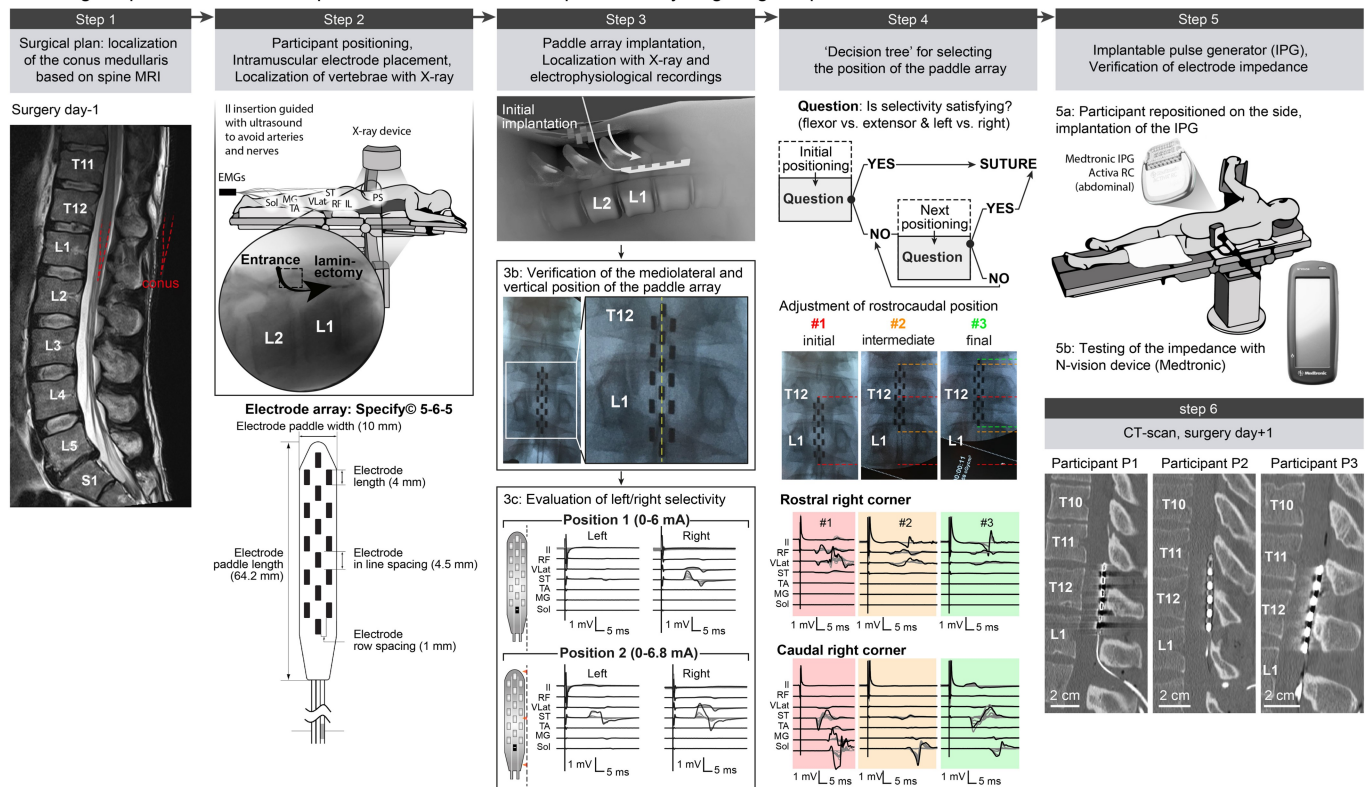 Step 1
Surgical plan: localization
of the conus medullaris
based on spine MRI
Surgery day-1
T11
T12
L1
conus
L2
L3
L4
L5
S1
Step 2
Participant positioning,
Intramuscular electrode placement,
Localization of vertebrae with X-ray
Il insertion guided
with ultrasound
to avoid arteries
and nerves
X-ray device
EMGs
Sol
MG
TA
VLat
ST
RF
IL
PS
Entrance
lamin-
ectomy
L2
L1
Electrode array: Specify© 5-6-5
Electrode paddle width (10 mm)
Electrode
length (4 mm)
Electrode
paddle length
(64.2 mm)
Electrode
in line spacing (4.5 mm)
Electrode
row spacing (1 mm)
Step 3
Paddle array implantation,
Localization with X-ray and
electrophysiological recordings
Initial
implantation
L2
L1
3b: Verification of the mediolateral and
vertical position of the paddle array
T12
L1
3c: Evaluation of left/right selectivity
Position 1 (0-6 mA)
Left
Right
Il
RF
VLat
ST
TA
MG
Sol
1 mV
5 ms
1 mV
5 ms
Position 2 (0-6.8 mA)
Left
Right
Il
RF
VLat
ST
TA
MG
Sol
1 mV
5 ms
1 mV
5 ms
Step 4
‘Decision tree’ for selecting
the position of the paddle array
Question: Is selectivity satisfying?
(flexor vs. extensor & left vs. right)
Initial
positioning
Question
YES
SUTURE
NO
Next
positioning
Question
YES
NO
Adjustment of rostrocaudal position
#1
initial
#2
intermediate
#3
final
T12
L1
T12
L1
T12
L1
Rostral right corner
#1
#2
#3
Il
RF
VLat
ST
TA
MG
Sol
1 mV
5 ms
1 mV
5 ms
1 mV
5 ms
Caudal right corner
Il
RF
VLat
ST
TA
MG
Sol
1 mV
5 ms
1 mV
5 ms
1 mV
5 ms
Step 5
Implantable pulse generator (IPG),
Verification of electrode impedance
5a: Participant repositioned on the side,
implantation of the IPG
Medtronic IPG
Activa RC
(abdominal)
5b: Testing of the impedance with
N-vision device (Medtronic)
Medtronic
step 6
CT-scan, surgery day+1
Participant P1
Participant P2
Participant P3
T10
T11
T12
L1
2 cm
T10
T11
T12
L1
2 cm
T10
T11
T12
L1
2 cm